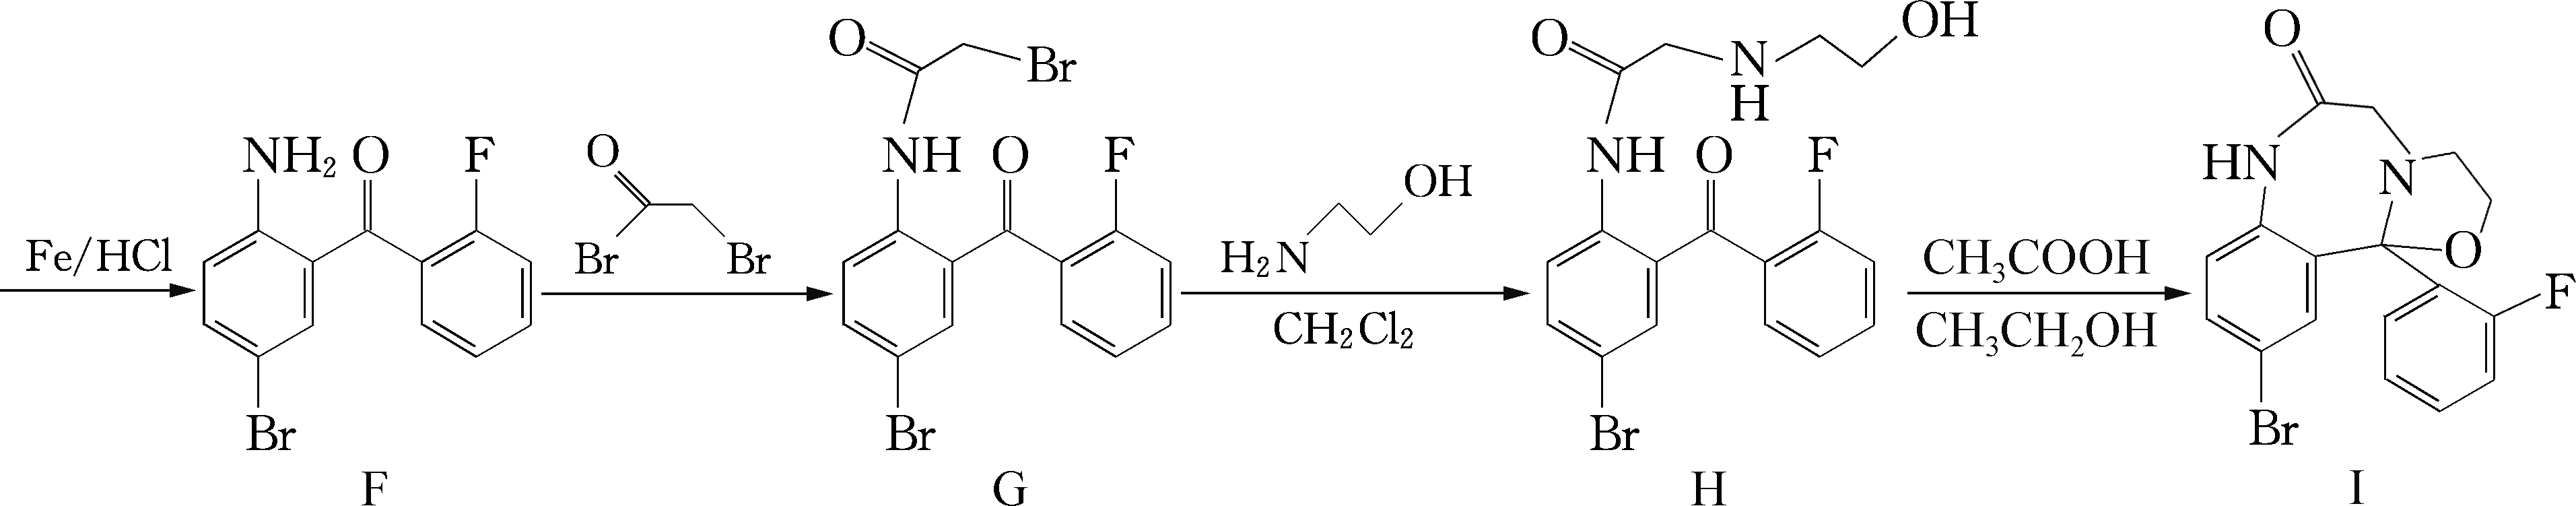 Fe/HCl
NH₂ O F
Br
F
O
Br Br
O
Br
NH O F
Br
G
OH
H₂N
CH₂Cl₂
O N H OH
NH O F
Br
H
CH₃COOH
CH₃CH₂OH
O
HN N
O
F
Br
I